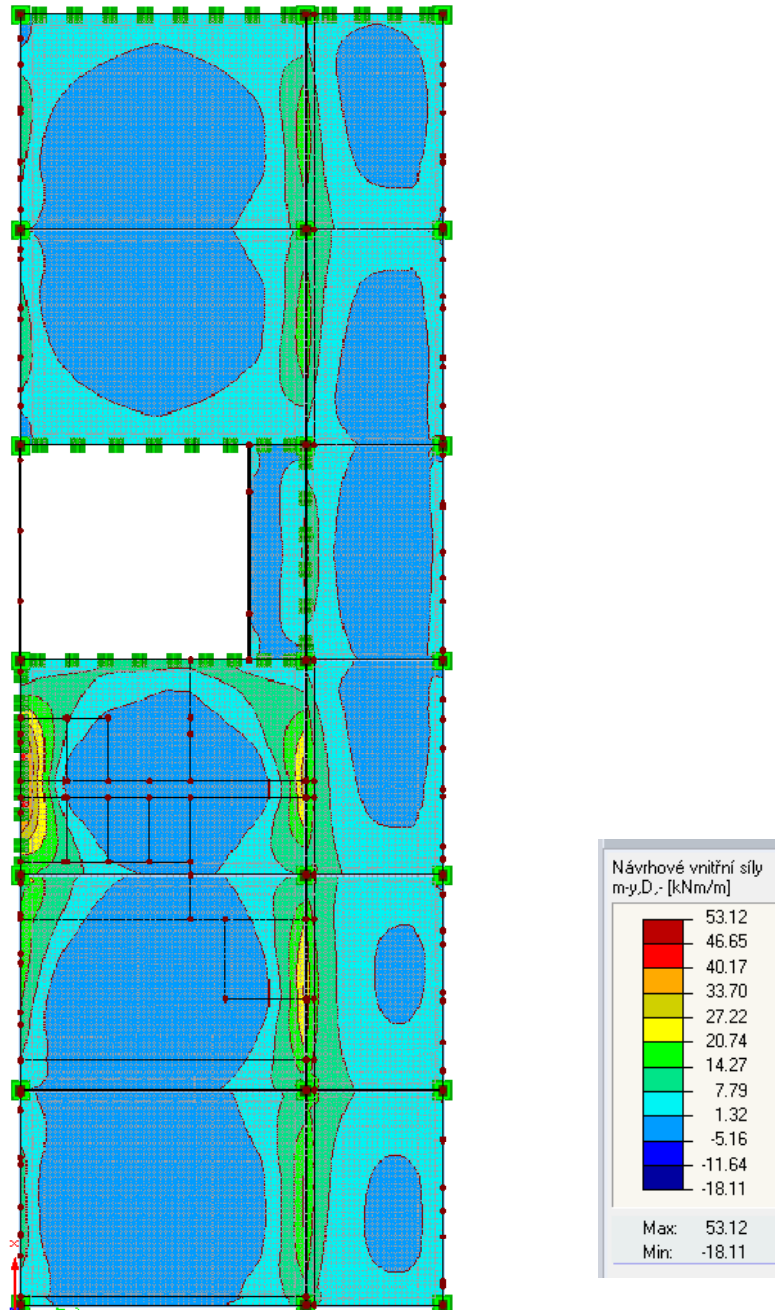 Návrhové vnitřní síly
m-y,D,- [kNm/m]
53.12
46.65
40.17
33.70
27.22
20.74
14.27
7.79
1.32
-5.16
-11.64
-18.11
Max: 53.12
Min: -18.11
x